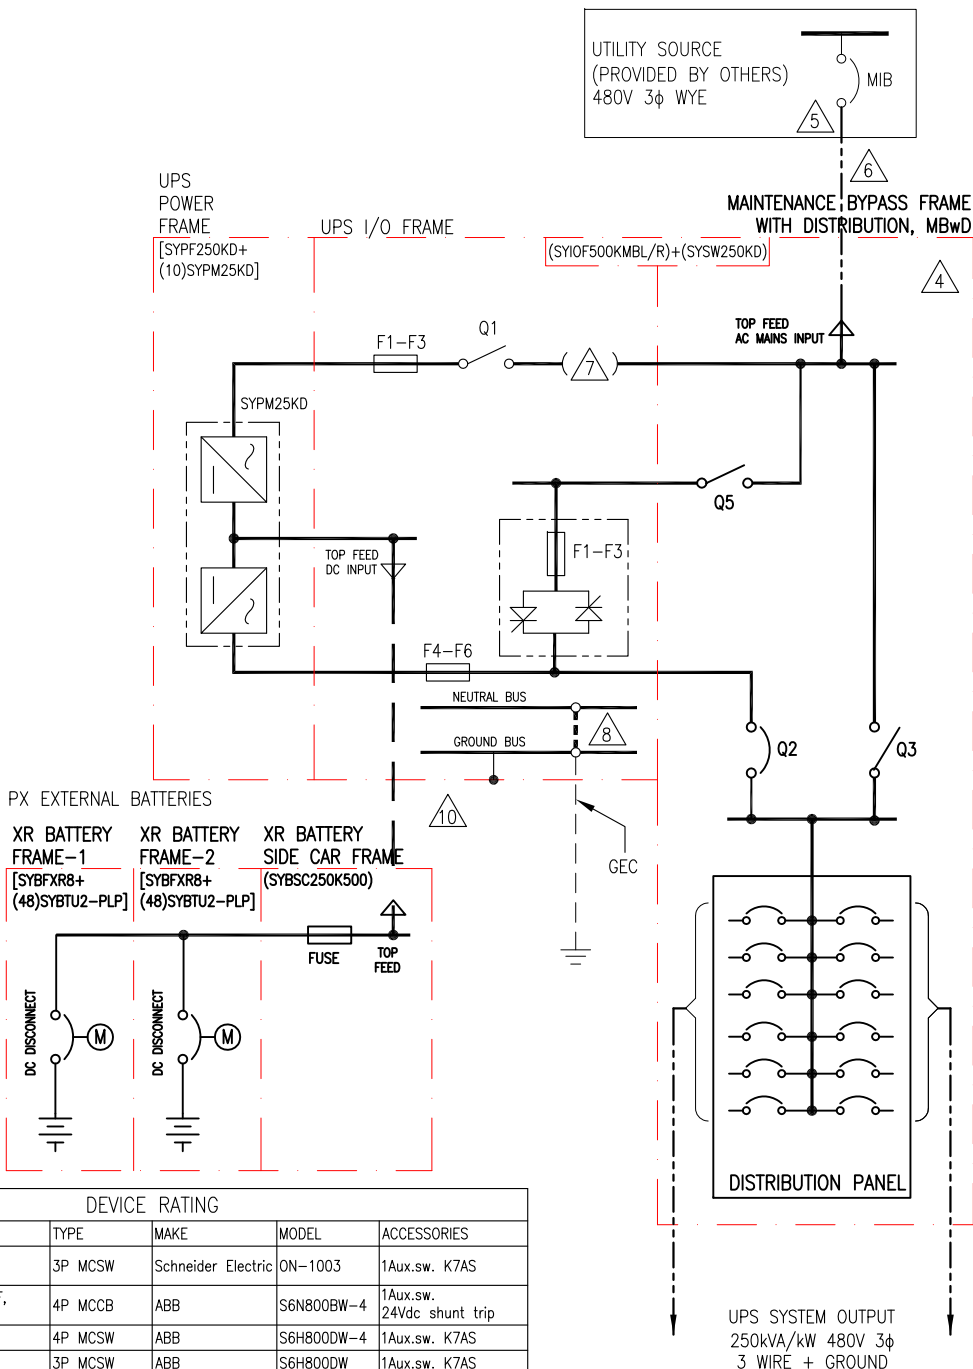 UTILITY SOURCE
(PROVIDED BY OTHERS)
480V 3ϕ WYE
MIB
5
6
UPS
POWER
FRAME
UPS I/O FRAME
MAINTENANCE BYPASS FRAME
WITH DISTRIBUTION, MBwD
[SYPF250KD+
(10)SYPM25KD]
(SYIOF500KMBL/R)+(SYSW250KD)
4
TOP FEED
AC MAINS INPUT
F1-F3
Q1
7
SYPM25KD
Q5
TOP FEED
DC INPUT
F1-F3
F4-F6
NEUTRAL BUS
8
GROUND BUS
Q2
Q3
PX EXTERNAL BATTERIES
10
XR BATTERY
FRAME-1
XR BATTERY
FRAME-2
XR BATTERY
SIDE CAR FRAME
GEC
[SYBFXR8+
(48)SYBTU2-PLP]
[SYBFXR8+
(48)SYBTU2-PLP]
(SYBSC250K500)
FUSE
TOP
FEED
DC DISCONNECT
M
DC DISCONNECT
M
DISTRIBUTION PANEL
DEVICE RATING
TYPE MAKE MODEL ACCESSORIES
3P MCSW Schneider Electric ON-1003 1Aux.sw. K7AS
F, 4P MCCB ABB S6N800BW-4 1Aux.sw.
24Vdc shunt trip
4P MCSW ABB S6H800DW-4 1Aux.sw. K7AS
3P MCSW ABB S6H800DW 1Aux.sw. K7AS
UPS SYSTEM OUTPUT
250kVA/kW 480V 3ϕ
3 WIRE + GROUND